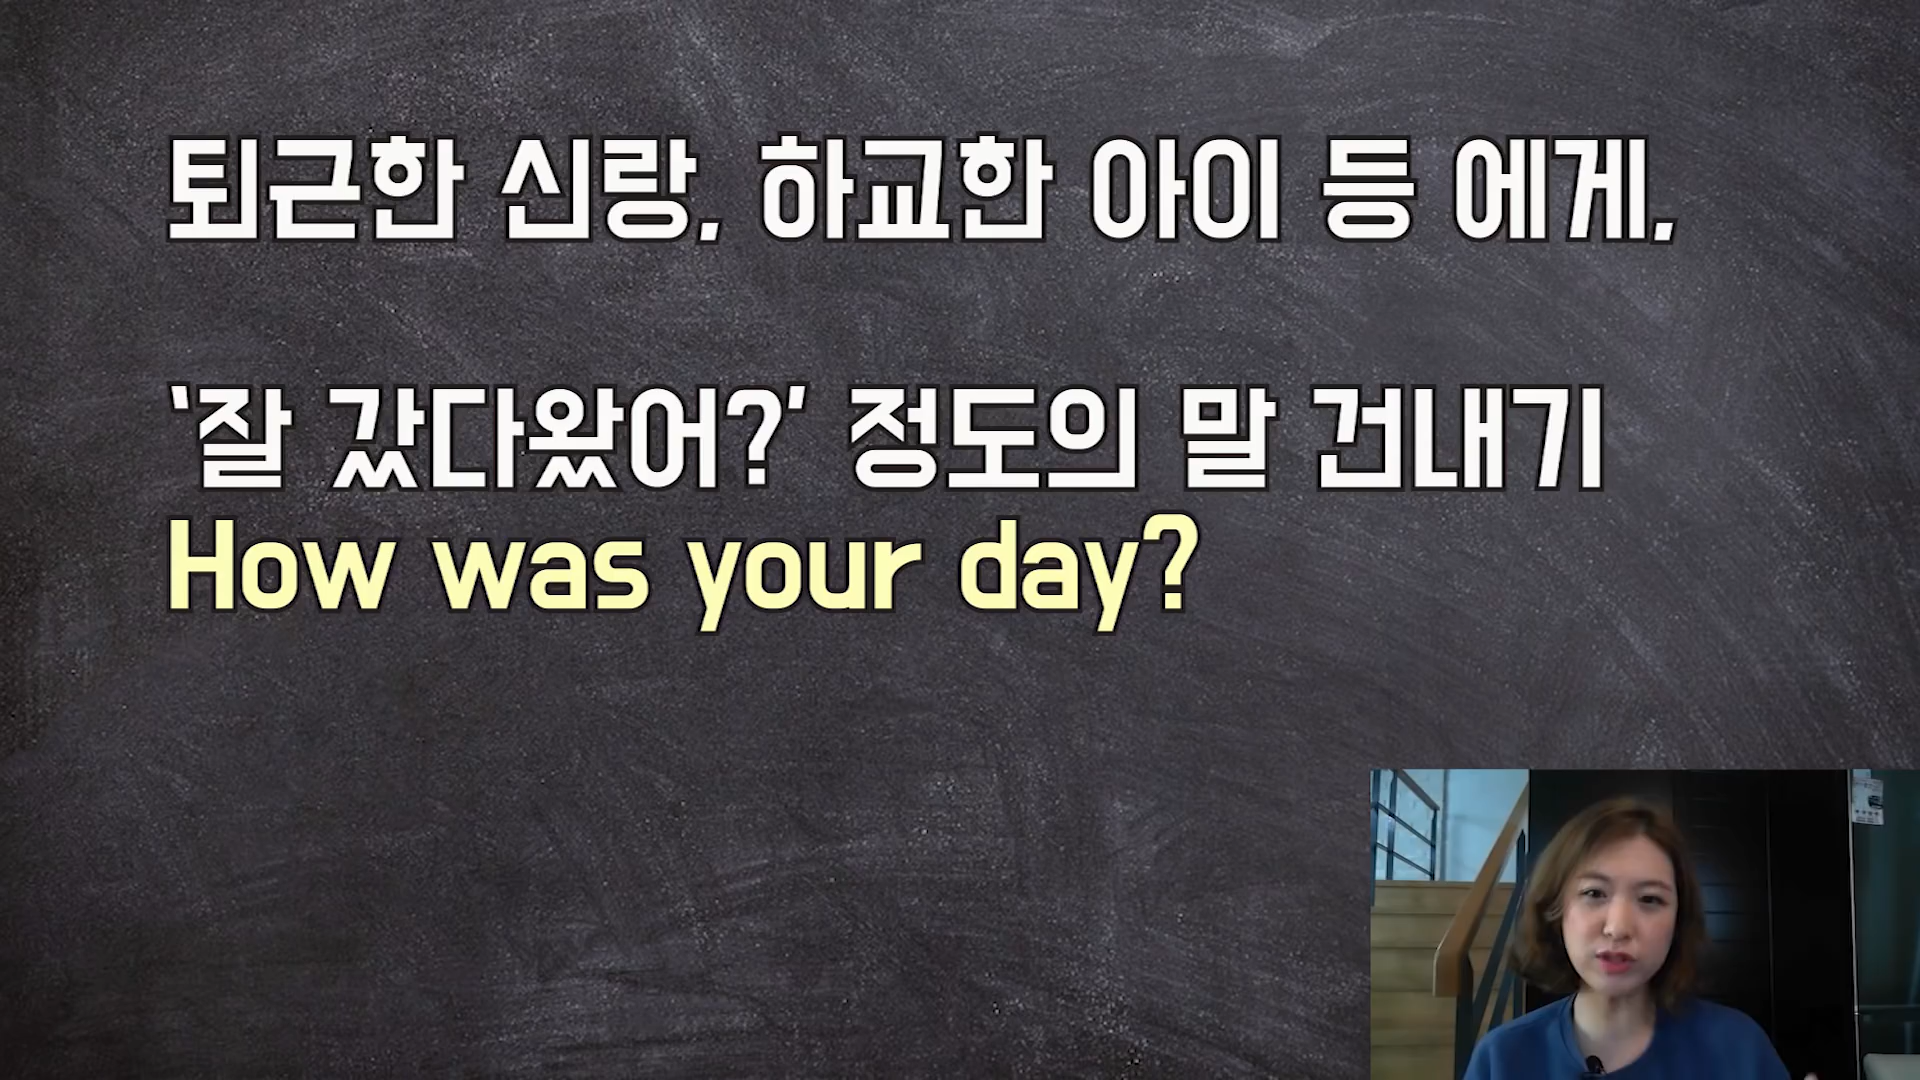 퇴근한 신랑, 하교한 아이 등 에게,
‘잘 갔다왔어?’ 정도의 말 건내기
How was your day?